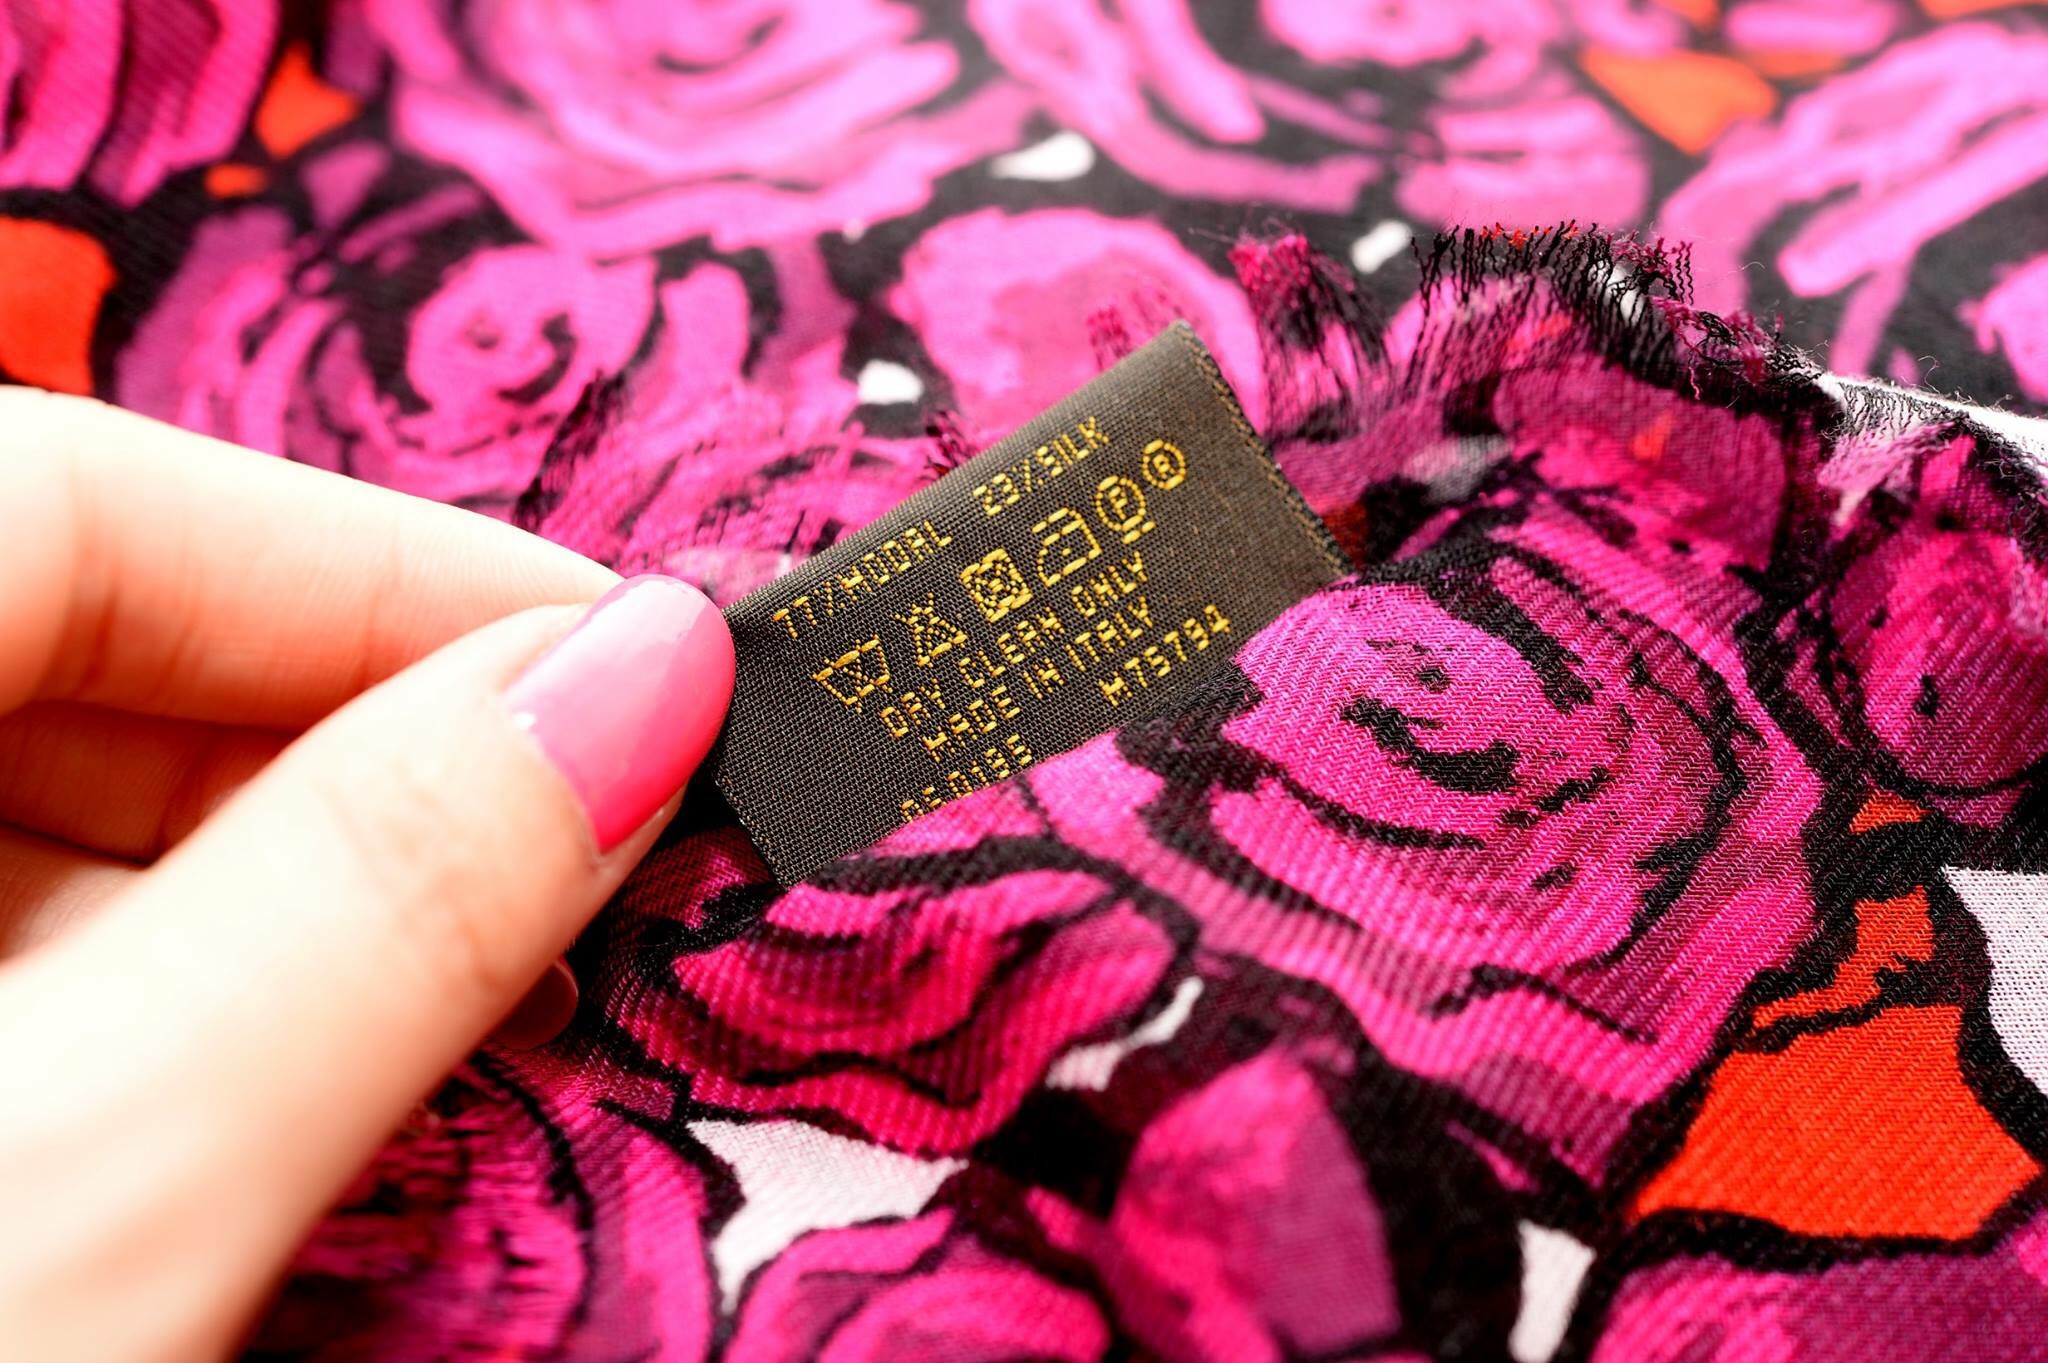 77%MODAL 23%SILK
P R
DRY CLEAN ONLY
MADE IN ITALY
M75794